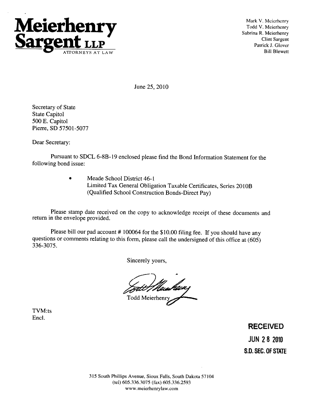 Meierhenry
Sargent LLP
ATTORNEYS AT LAW
Mark V. Meierhenry
Todd V. Meierhenry
Sabrina R. Meierhenry
Clint Sargent
Patrick J. Glover
Bill Blewett
June 25, 2010
Secretary of State
State Capitol
500 E. Capitol
Pierre, SD 57501-5077
Dear Secretary:
Pursuant to SDCL 6-8B-19 enclosed please find the Bond Information Statement for the
following bond issue:
• Meade School District 46-1
Limited Tax General Obligation Taxable Certificates, Series 2010B
(Qualified School Construction Bonds-Direct Pay)
Please stamp date received on the copy to acknowledge receipt of these documents and
return in the envelope provided.
Please bill our pad account # 100064 for the $10.00 filing fee. If you should have any
questions or comments relating to this form, please call the undersigned of this office at (605)
336-3075.
Sincerely yours,
Todd Meierhenry
Todd Meierhenry
TVM:ts
Encl.
RECEIVED
JUN 28 2010
S.D. SEC. OF STATE
315 South Phillips Avenue, Sioux Falls, South Dakota 57104
(tel) 605.336.3075 (fax) 605.336.2593
www.meierhenrylaw.com